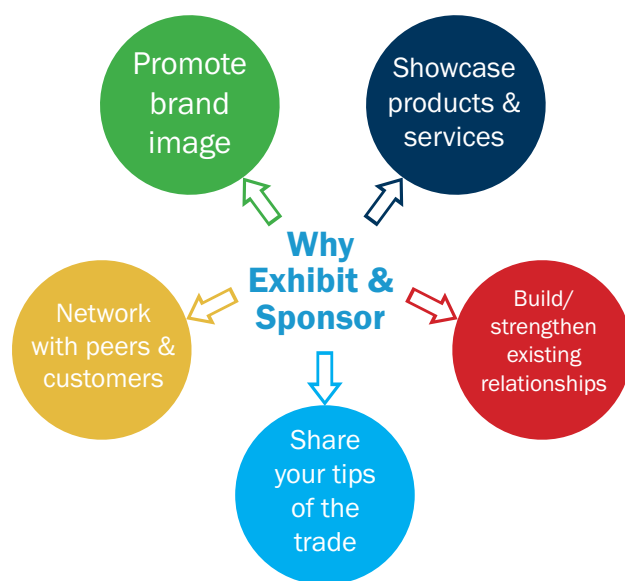 Promote
brand
image
Showcase
products &
services
Why
Exhibit &
Sponsor
Network
with peers &
customers
Build/
strengthen
existing
relationships
Share
your tips
of the
trade